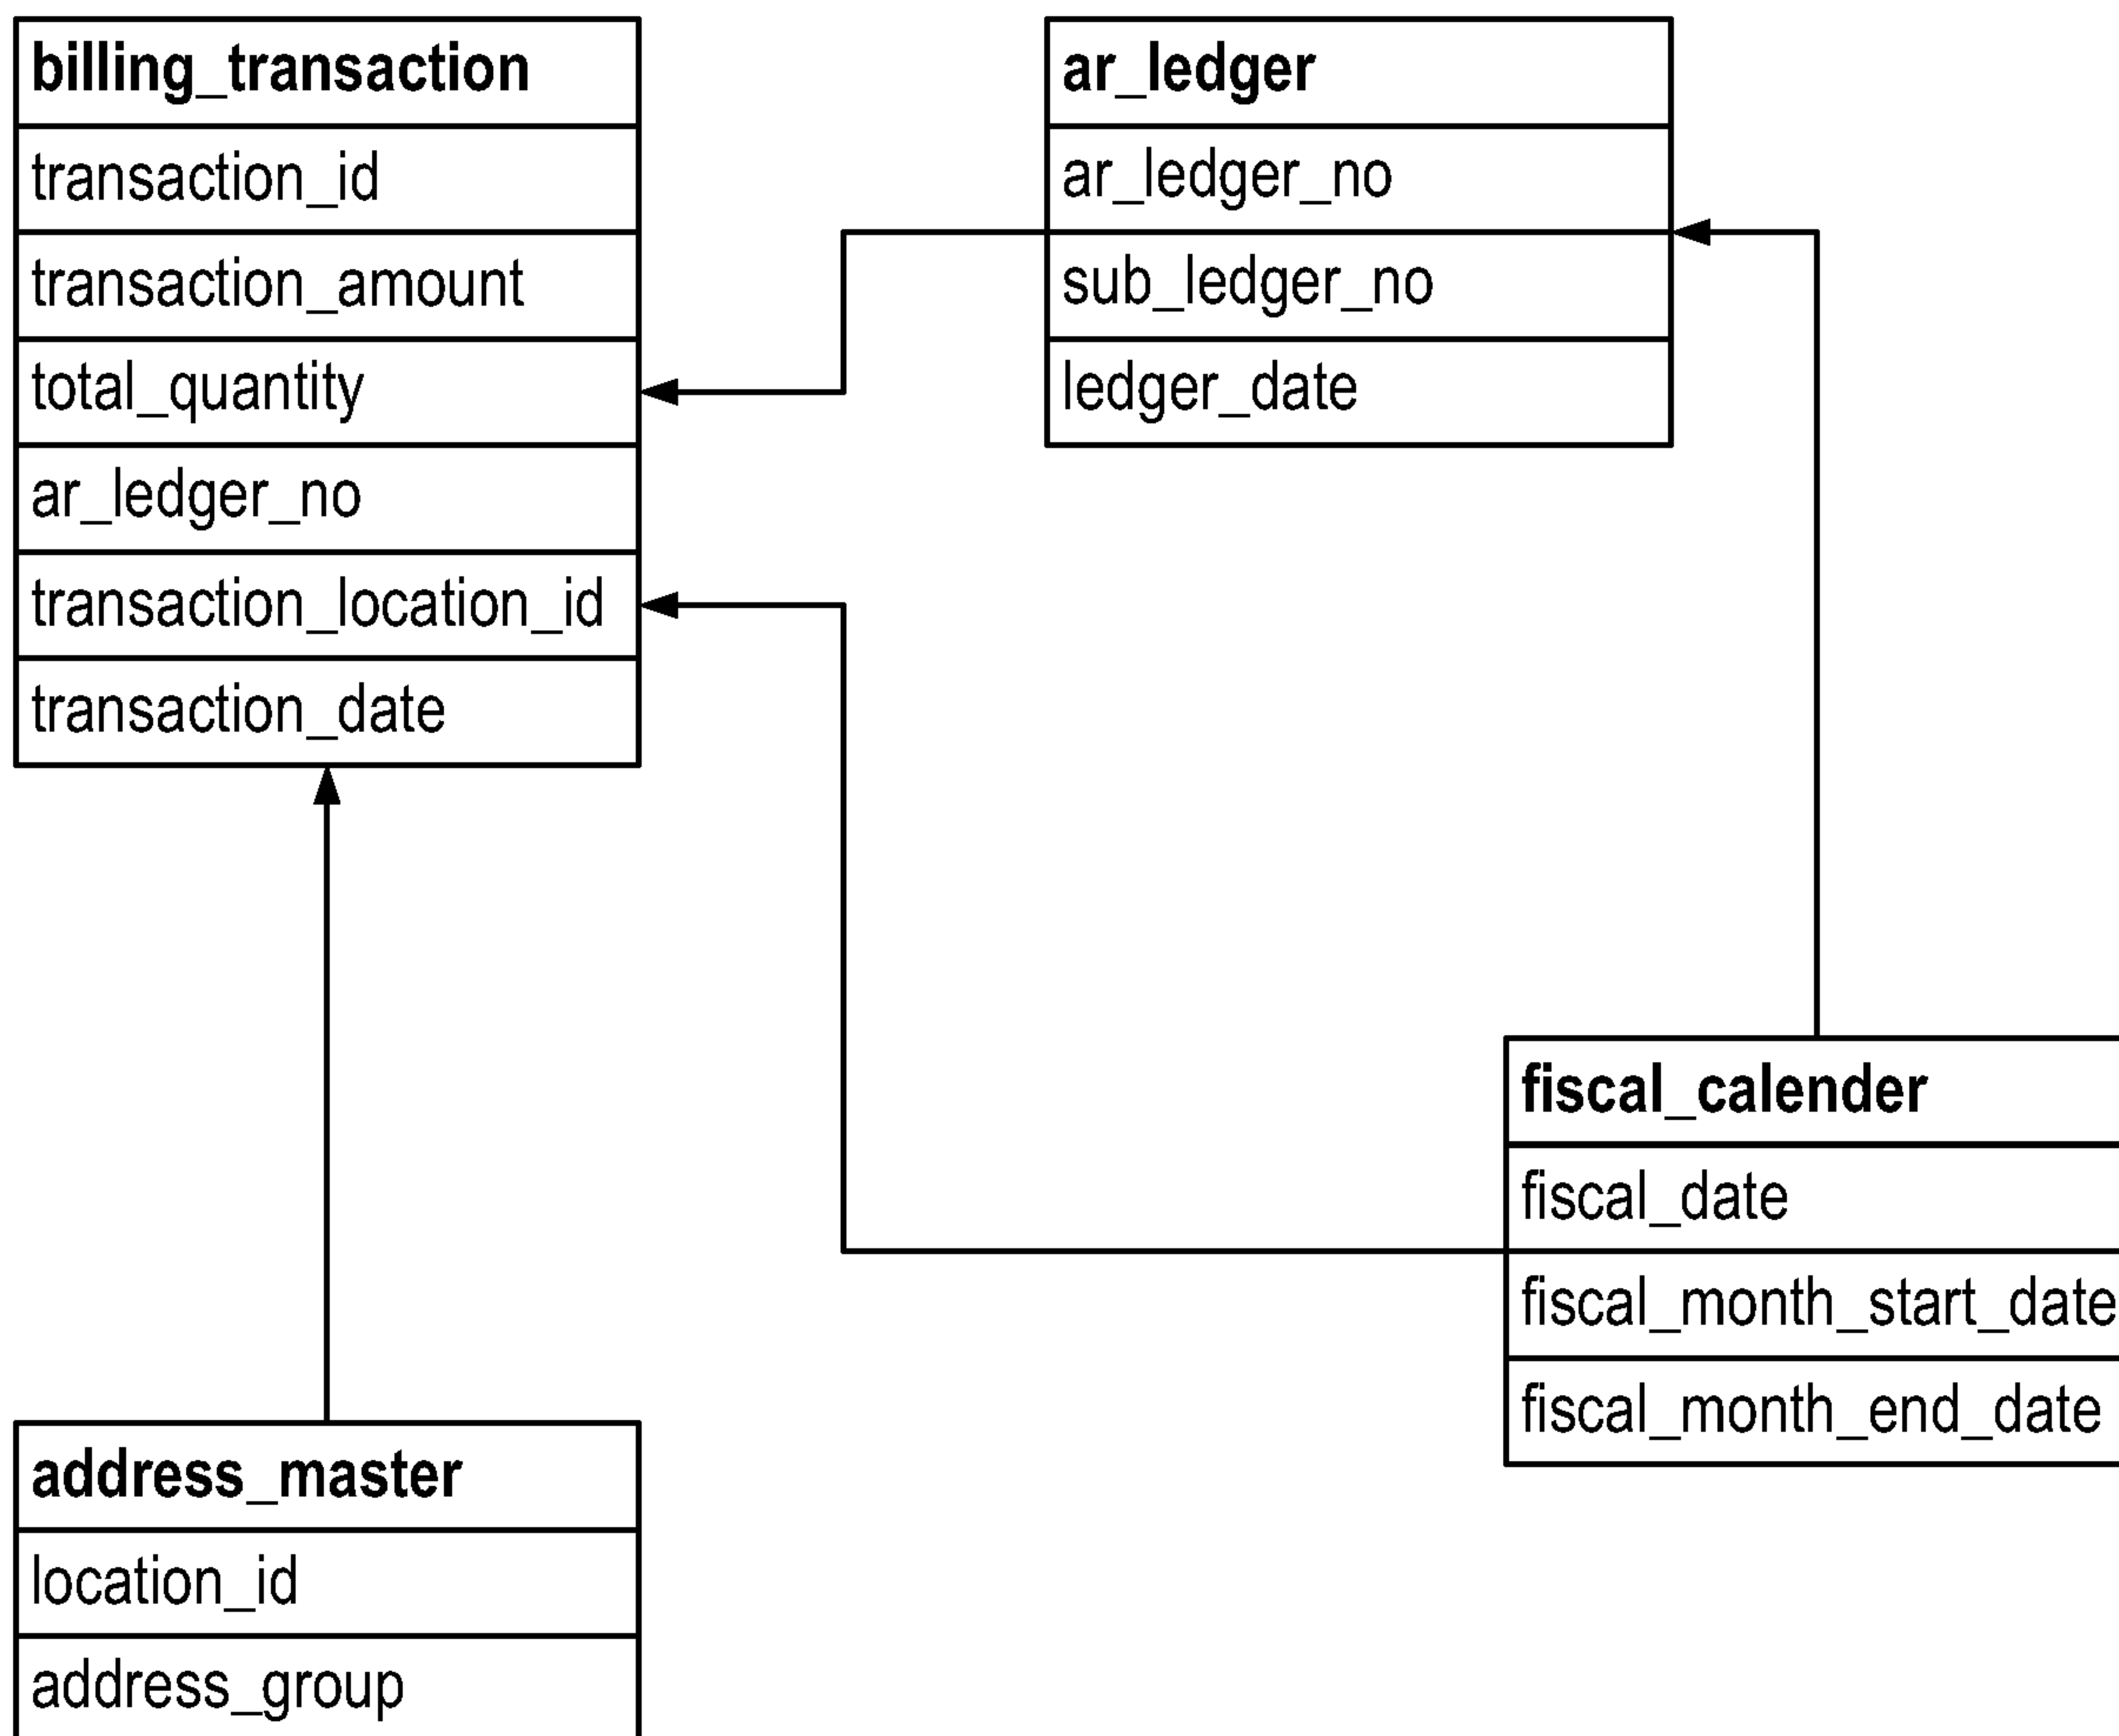 billing_transaction
transaction_id
transaction_amount
total_quantity
ar_ledger_no
transaction_location_id
transaction_date
ar_ledger
ar_ledger_no
sub_ledger_no
ledger_date
fiscal_calender
fiscal_date
fiscal_month_start_date
fiscal_month_end_date
address_master
location_id
address_group